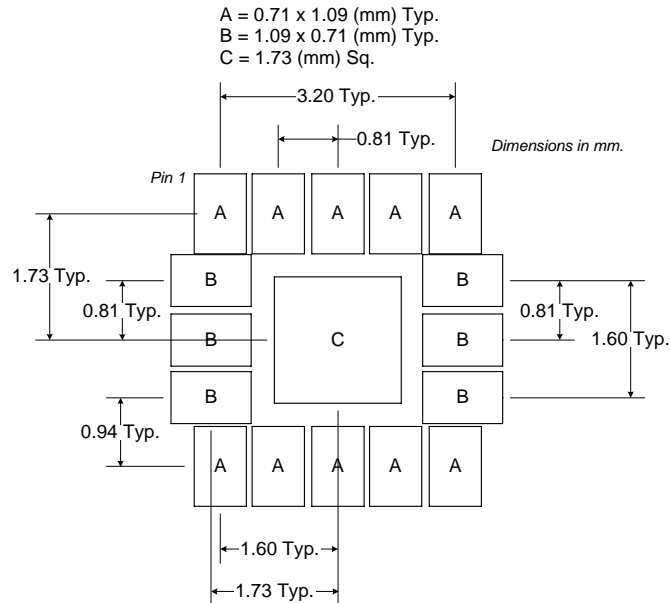 A = 0.71 x 1.09 (mm) Typ.
B = 1.09 x 0.71 (mm) Typ.
C = 1.73 (mm) Sq.
3.20 Typ.
0.81 Typ.
Dimensions in mm.
Pin 1
A A A A A
1.73 Typ.
B B
0.81 Typ. 0.81 Typ.
1.60 Typ.
B C B
B B
0.94 Typ.
A A A A A
1.60 Typ.
1.73 Typ.